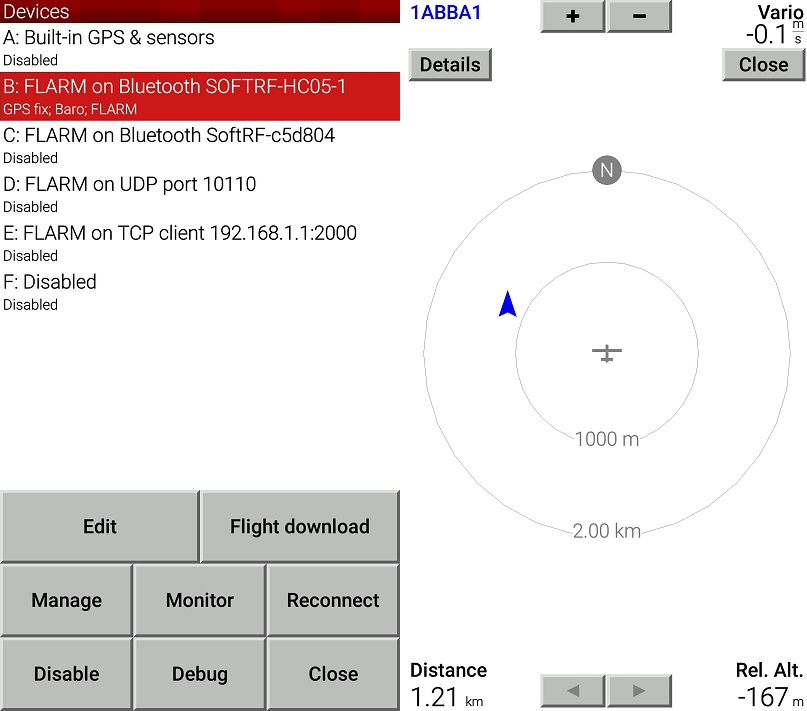 Devices
A: Built-in GPS & sensors
Disabled
B: FLARM on Bluetooth SOFTRF-HC05-1
GPS fix; Baro; FLARM
C: FLARM on Bluetooth SoftRF-c5d804
Disabled
D: FLARM on UDP port 10110
Disabled
E: FLARM on TCP client 192.168.1.1:2000
Disabled
F: Disabled
Disabled
Edit
Flight download
Manage
Monitor
Reconnect
Disable
Debug
Close
1ABBA1
+
−
Vario
-0.1 m/s
Details
Close
N
1000 m
2.00 km
Distance
1.21 km
◀
▶
Rel. Alt.
-167 m